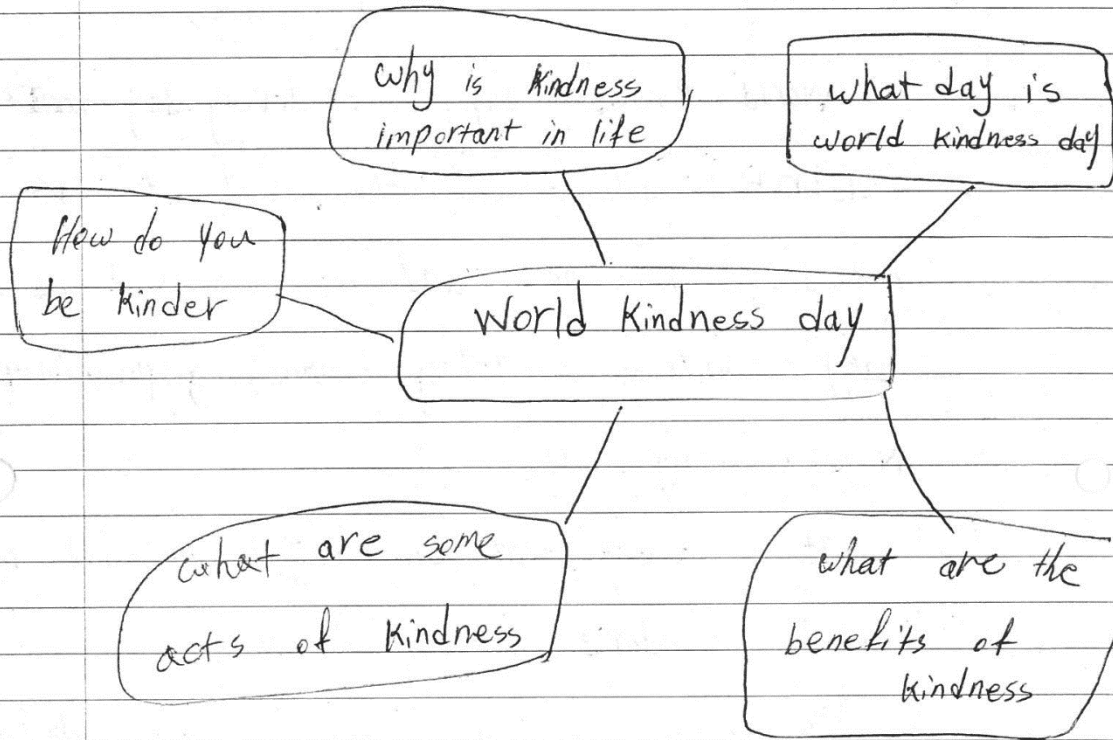 why is kindness
important in life
what day is
world kindness day
How do you
be kinder
World kindness day
what are some
acts of kindness
what are the
benefits of
kindness